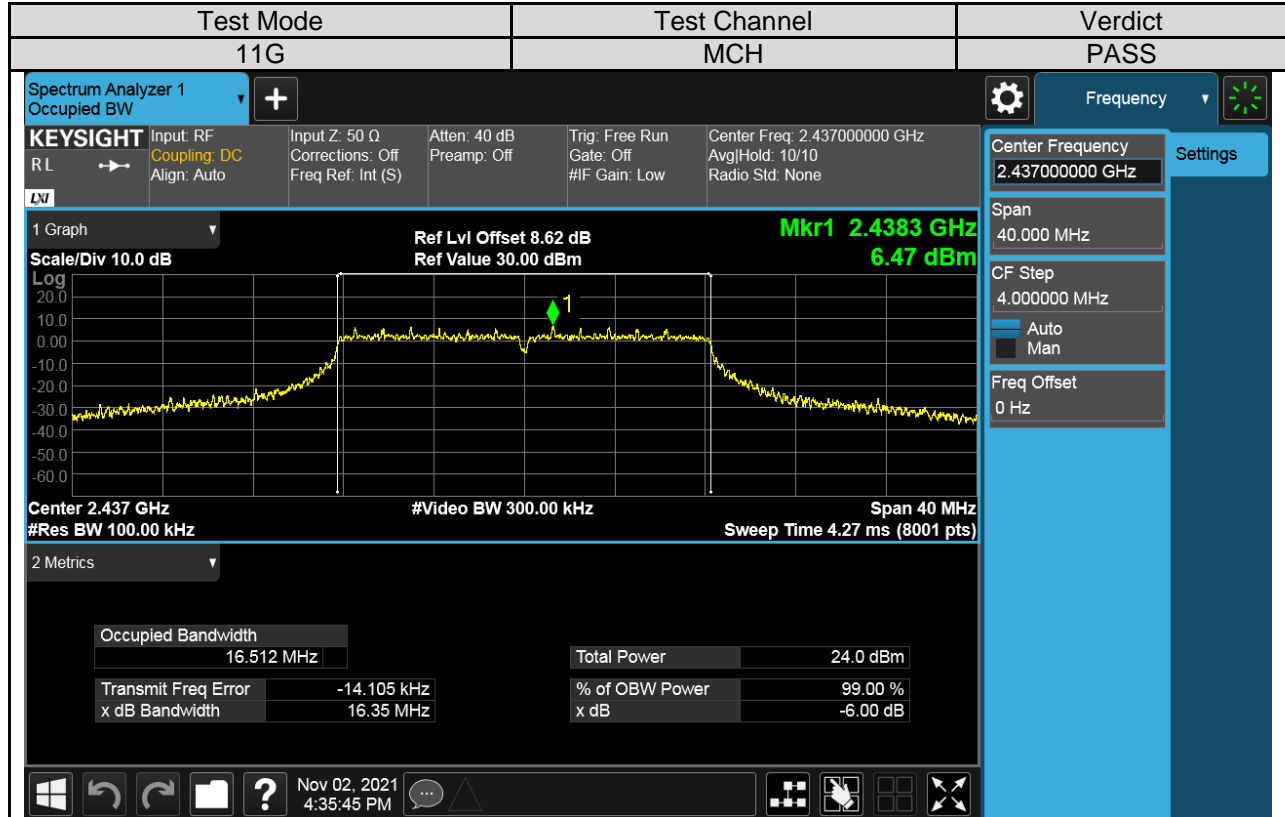 Test Mode Test Channel Verdict
11G MCH PASS
Spectrum Analyzer 1
Occupied BW
+
Frequency
KEYSIGHT
RL
LXI
Input: RF
Coupling: DC
Align: Auto
Input Z: 50 Ω
Corrections: Off
Freq Ref: Int (S)
Atten: 40 dB
Preamp: Off
Trig: Free Run
Gate: Off
#IF Gain: Low
Center Freq: 2.437000000 GHz
Avg|Hold: 10/10
Radio Std: None
Center Frequency
2.437000000 GHz
Settings
Span
40.000 MHz
CF Step
4.000000 MHz
Auto
Man
Freq Offset
0 Hz
1 Graph
Scale/Div 10.0 dB
Ref Lvl Offset 8.62 dB
Ref Value 30.00 dBm
Mkr1 2.4383 GHz
6.47 dBm
Log
20.0
10.0
0.00
-10.0
-20.0
-30.0
-40.0
-50.0
-60.0
1
Center 2.437 GHz #Video BW 300.00 kHz Span 40 MHz
#Res BW 100.00 kHz Sweep Time 4.27 ms (8001 pts)
2 Metrics
Occupied Bandwidth
16.512 MHz
Total Power 24.0 dBm
Transmit Freq Error -14.105 kHz
% of OBW Power 99.00 %
x dB Bandwidth 16.35 MHz
x dB -6.00 dB
?
Nov 02, 2021
4:35:45 PM